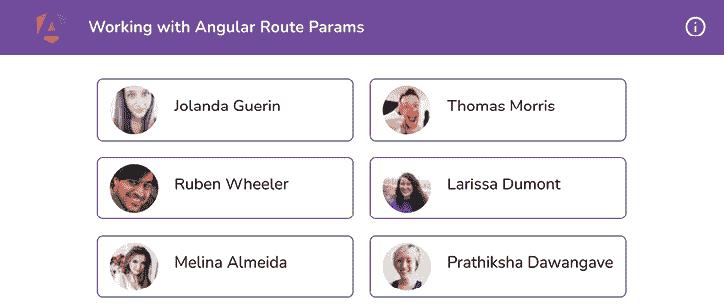 Working with Angular Route Params
Jolanda Guerin
Thomas Morris
Ruben Wheeler
Larissa Dumont
Melina Almeida
Prathiksha Dawangave